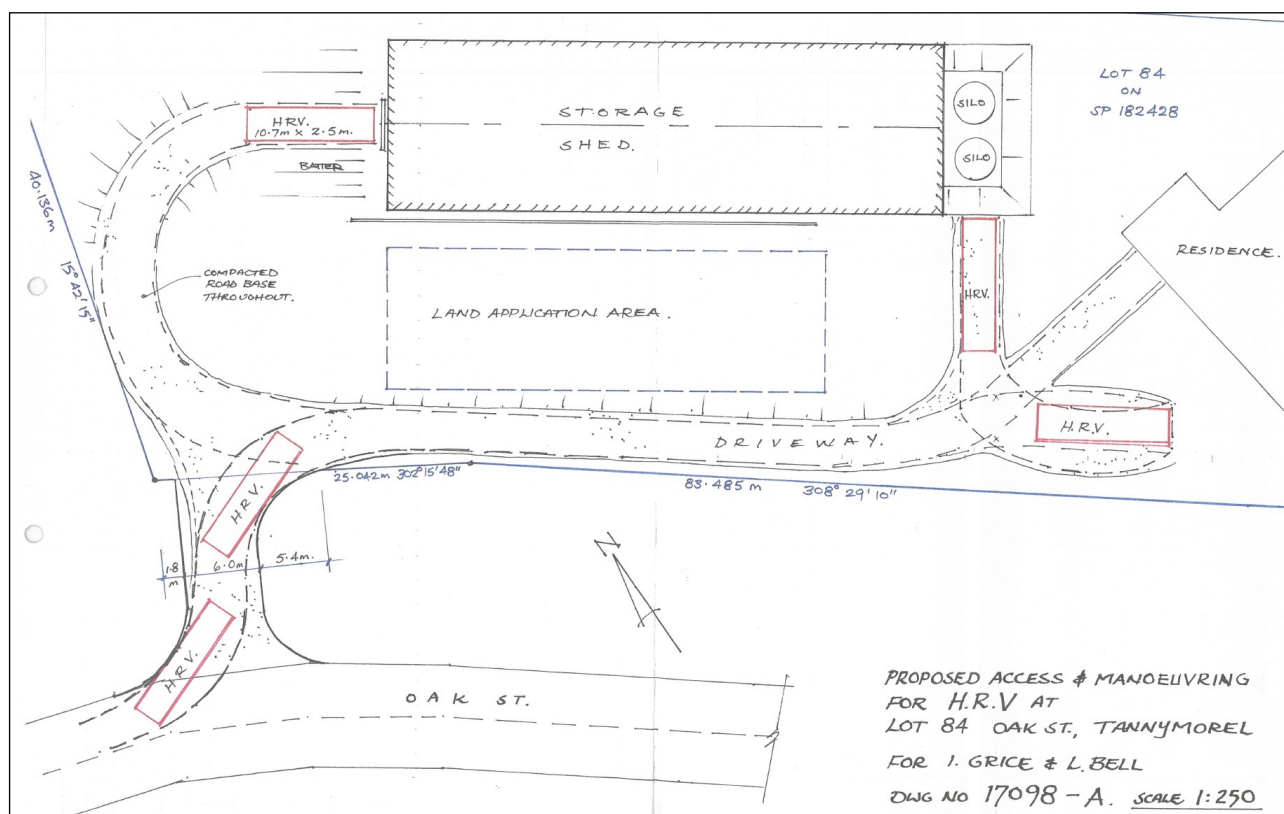 LOT 84
ON
SP 182428
STORAGE
SHED.
SILO
SILO
H.R.V.
10.7m x 2.5m.
BATTER
40.136m
15° 42' 15"
COMPACTED
ROAD BASE
THROUGHOUT.
LAND APPLICATION AREA.
HRV.
RESIDENCE.
H.R.V.
DRIVEWAY.
H.R.V.
25.042m 302° 15' 48"
83.485 m 308° 29' 10"
1.8
m
6.0m
5.4m.
N
H.R.V.
OAK ST.
PROPOSED ACCESS & MANOEUVRING
FOR H.R.V AT
LOT 84 OAK ST., TANNYMOREL
FOR I. GRICE & L. BELL
DWG NO 17098 - A. SCALE 1:250